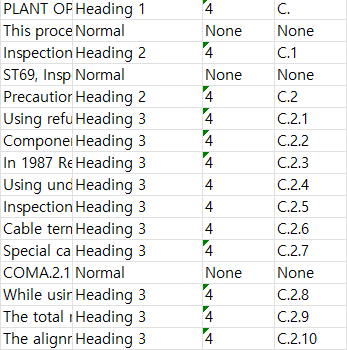 PLANT OP Heading 1 4 C.
This proce Normal None None
Inspection Heading 2 4 C.1
ST69, Insp Normal None None
Precaution Heading 2 4 C.2
Using refu Heading 3 4 C.2.1
Componer Heading 3 4 C.2.2
In 1987 Re Heading 3 4 C.2.3
Using und Heading 3 4 C.2.4
Inspection Heading 3 4 C.2.5
Cable tern Heading 3 4 C.2.6
Special ca Heading 3 4 C.2.7
COMA.2.1 Normal None None
While usin Heading 3 4 C.2.8
The total Heading 3 4 C.2.9
The alignr Heading 3 4 C.2.10